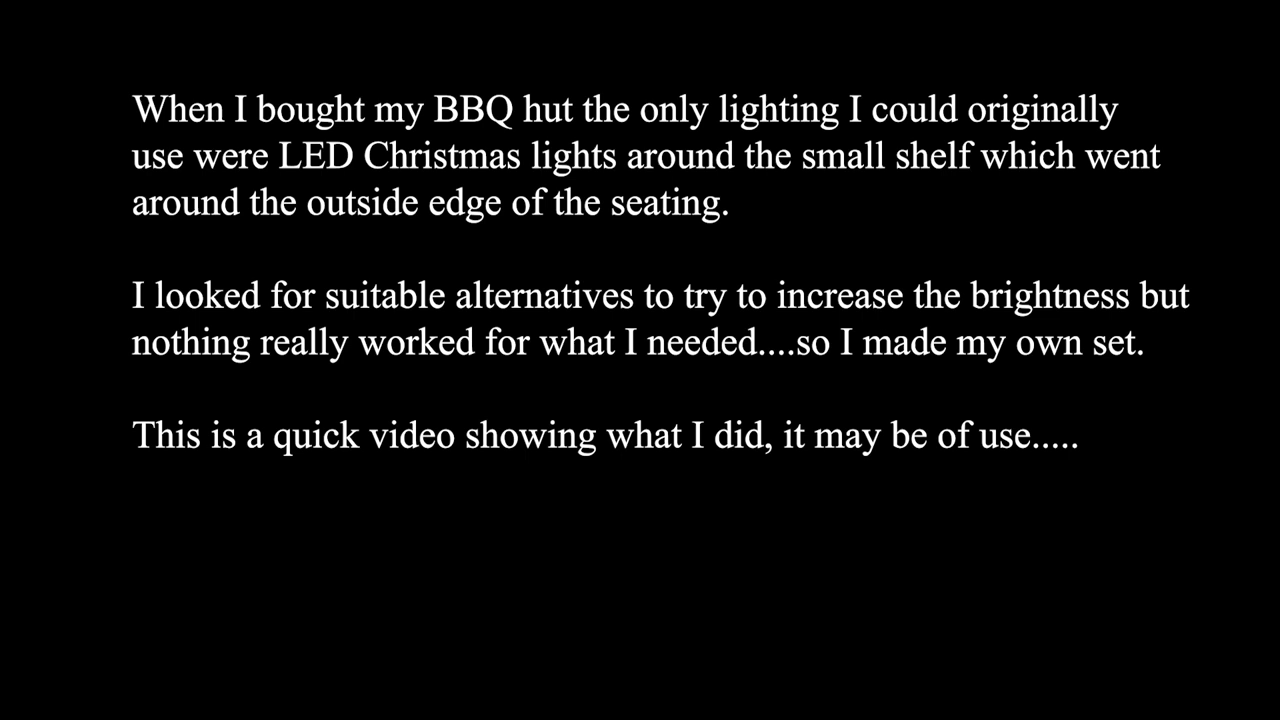 When I bought my BBQ hut the only lighting I could originally
use were LED Christmas lights around the small shelf which went
around the outside edge of the seating.
I looked for suitable alternatives to try to increase the brightness but
nothing really worked for what I needed....so I made my own set.
This is a quick video showing what I did, it may be of use.....